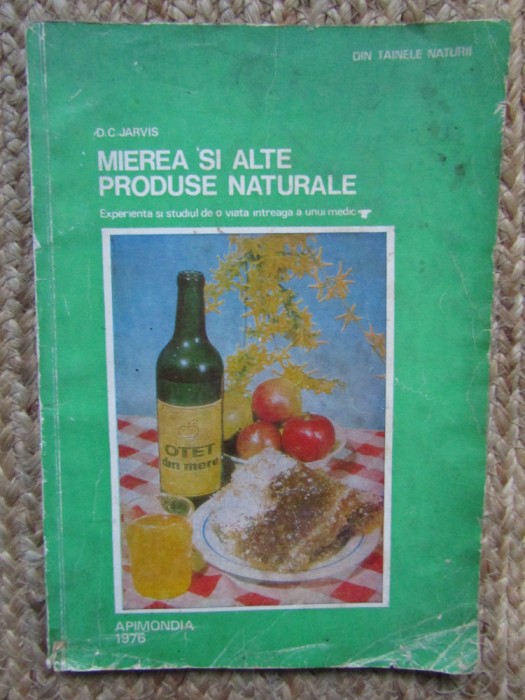 DIN TAINELE NATURII
D.C. JARVIS
MIEREA SI ALTE
PRODUSE NATURALE
Experienta si studiul de o viata intreaga a unui medic
OTET
din mere
APIMONDIA
1976